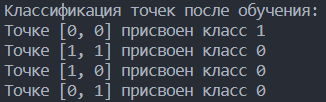 Классификация точек после обучения:
Точке [0, 0] присвоен класс 1
Точке [1, 1] присвоен класс 0
Точке [1, 0] присвоен класс 0
Точке [0, 1] присвоен класс 0